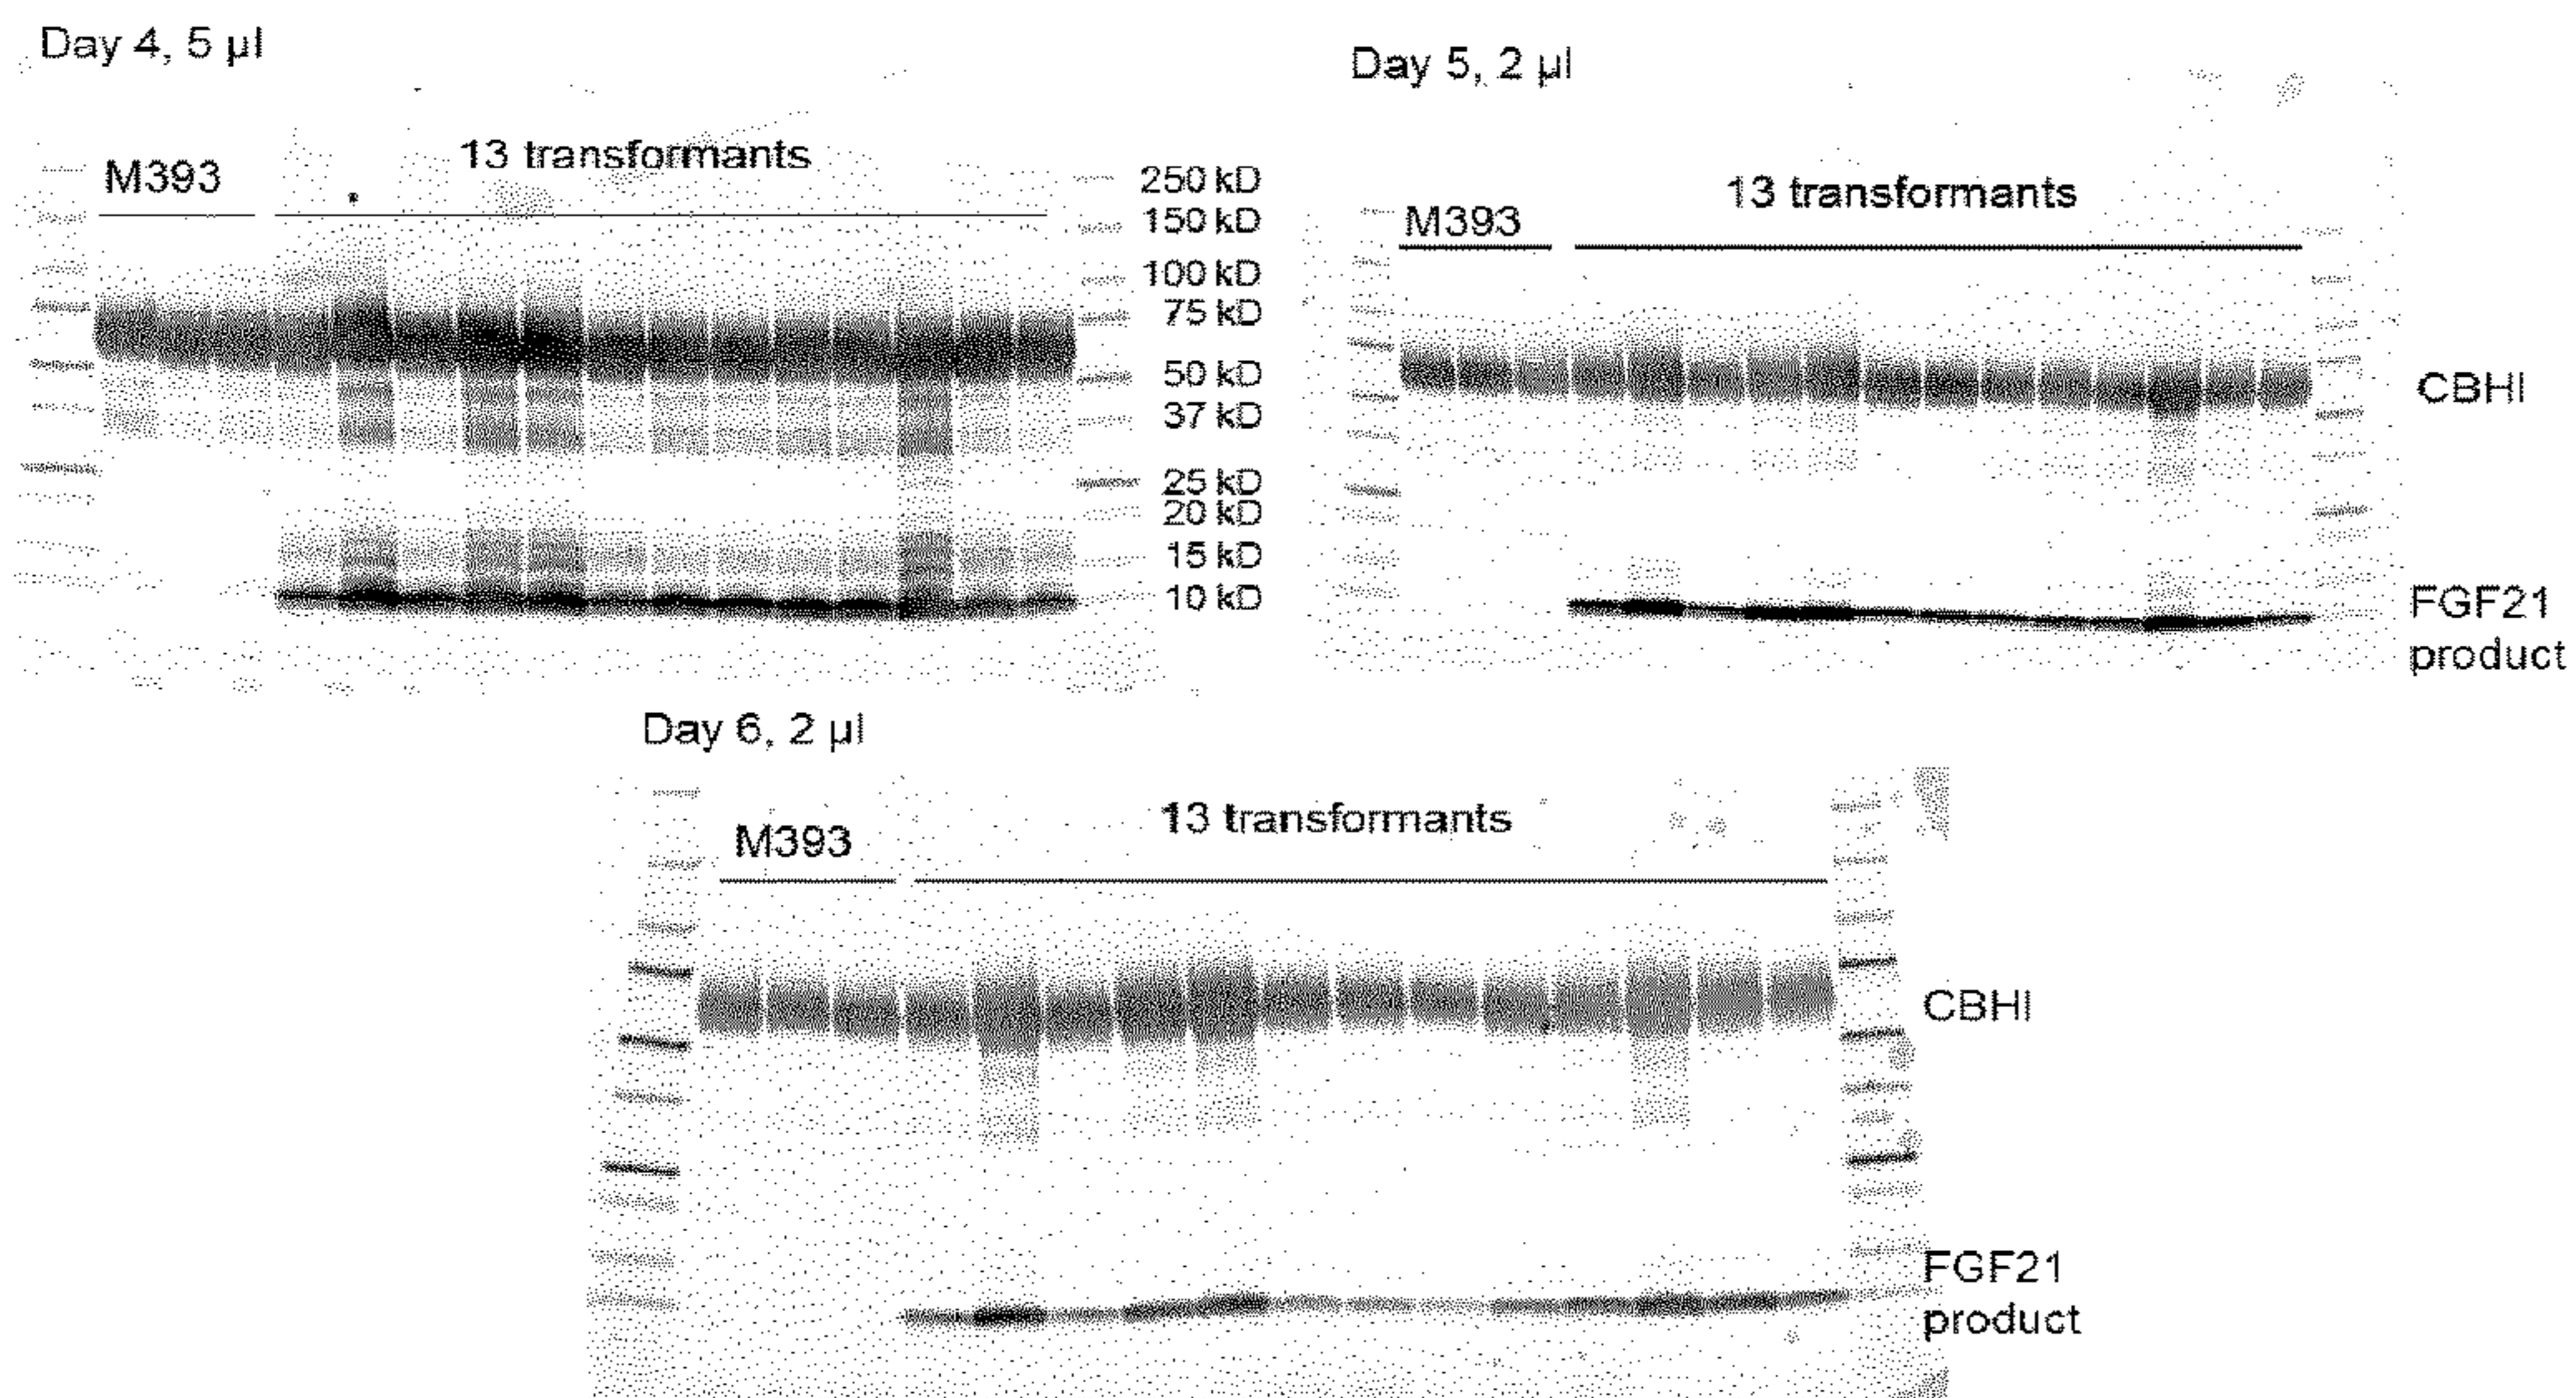 Day 4, 5 µl
M393
13 transformants
250 kD
150 kD
100 kD
75 kD
50 kD
37 kD
25 kD
20 kD
15 kD
10 kD
Day 5, 2 µl
M393
13 transformants
CBHI
FGF21
product
Day 6, 2 µl
M393
13 transformants
CBHI
FGF21
product